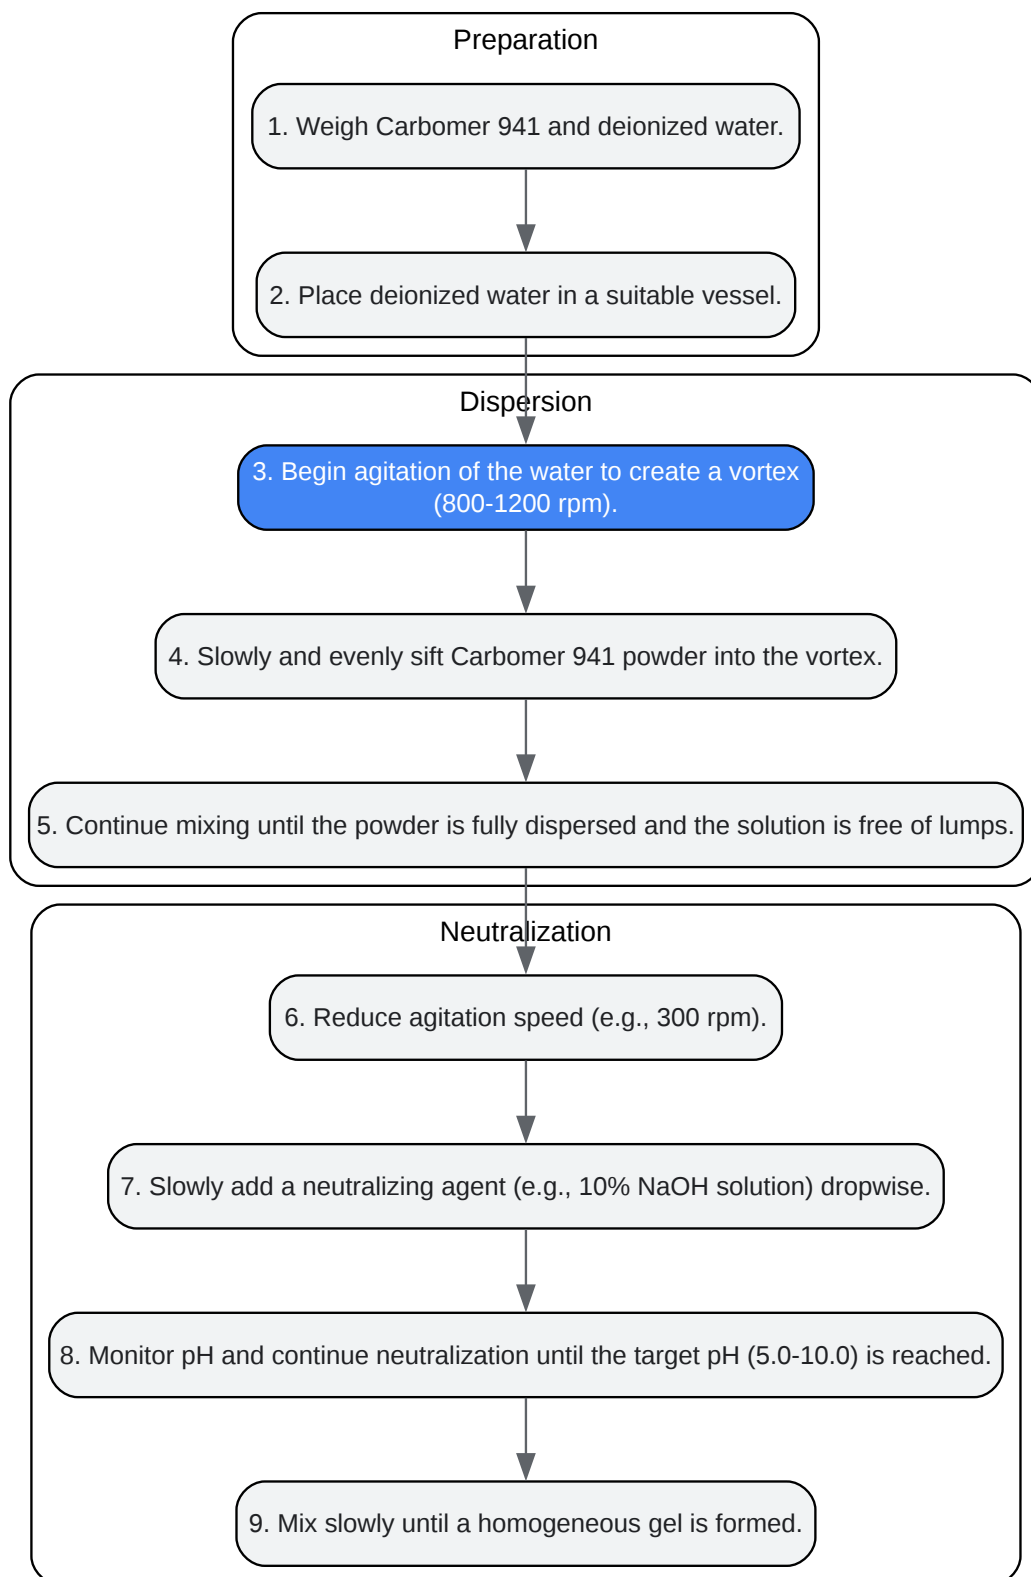 Preparation
1. Weigh Carbomer 941 and deionized water.
2. Place deionized water in a suitable vessel.
Dispersion
3. Begin agitation of the water to create a vortex
(800-1200 rpm).
4. Slowly and evenly sift Carbomer 941 powder into the vortex.
5. Continue mixing until the powder is fully dispersed and the solution is free of lumps.
Neutralization
6. Reduce agitation speed (e.g., 300 rpm).
7. Slowly add a neutralizing agent (e.g., 10% NaOH solution) dropwise.
8. Monitor pH and continue neutralization until the target pH (5.0-10.0) is reached.
9. Mix slowly until a homogeneous gel is formed.